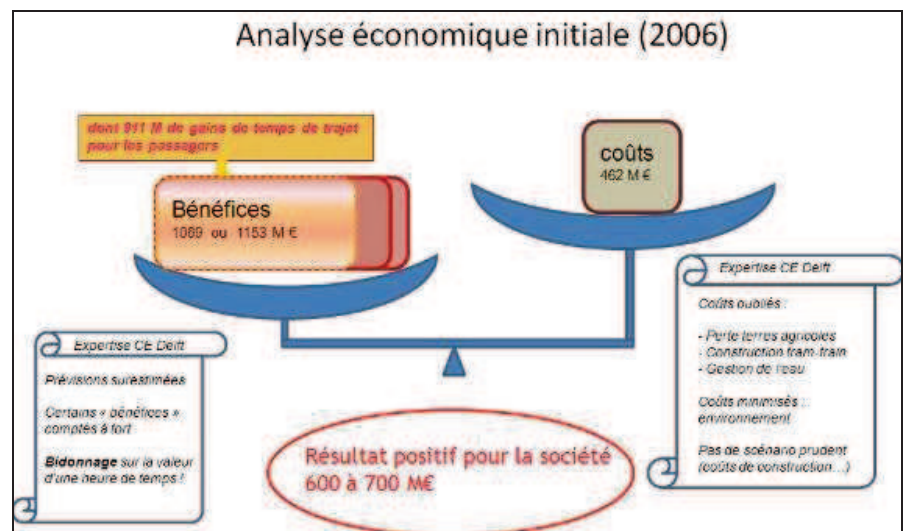 Analyse économique initiale (2006)
dont 911 M de gains de temps de trajet
pour les passagers
Bénéfices
1069 ou 1153 M €
coûts
462 M €
Expertise CE Delft
Prévisions surestimées
Certains « bénéfices »
comptés à tort
Bidonnage sur la valeur
d'une heure de temps !
Expertise CE Delft
Coûts oubliés :
- Perte terres agricoles
- Construction tram-train
- Gestion de l'eau
Coûts minimisés :
environnement
Pas de scénario prudent
(coûts de construction...)
Résultat positif pour la société
600 à 700 M€